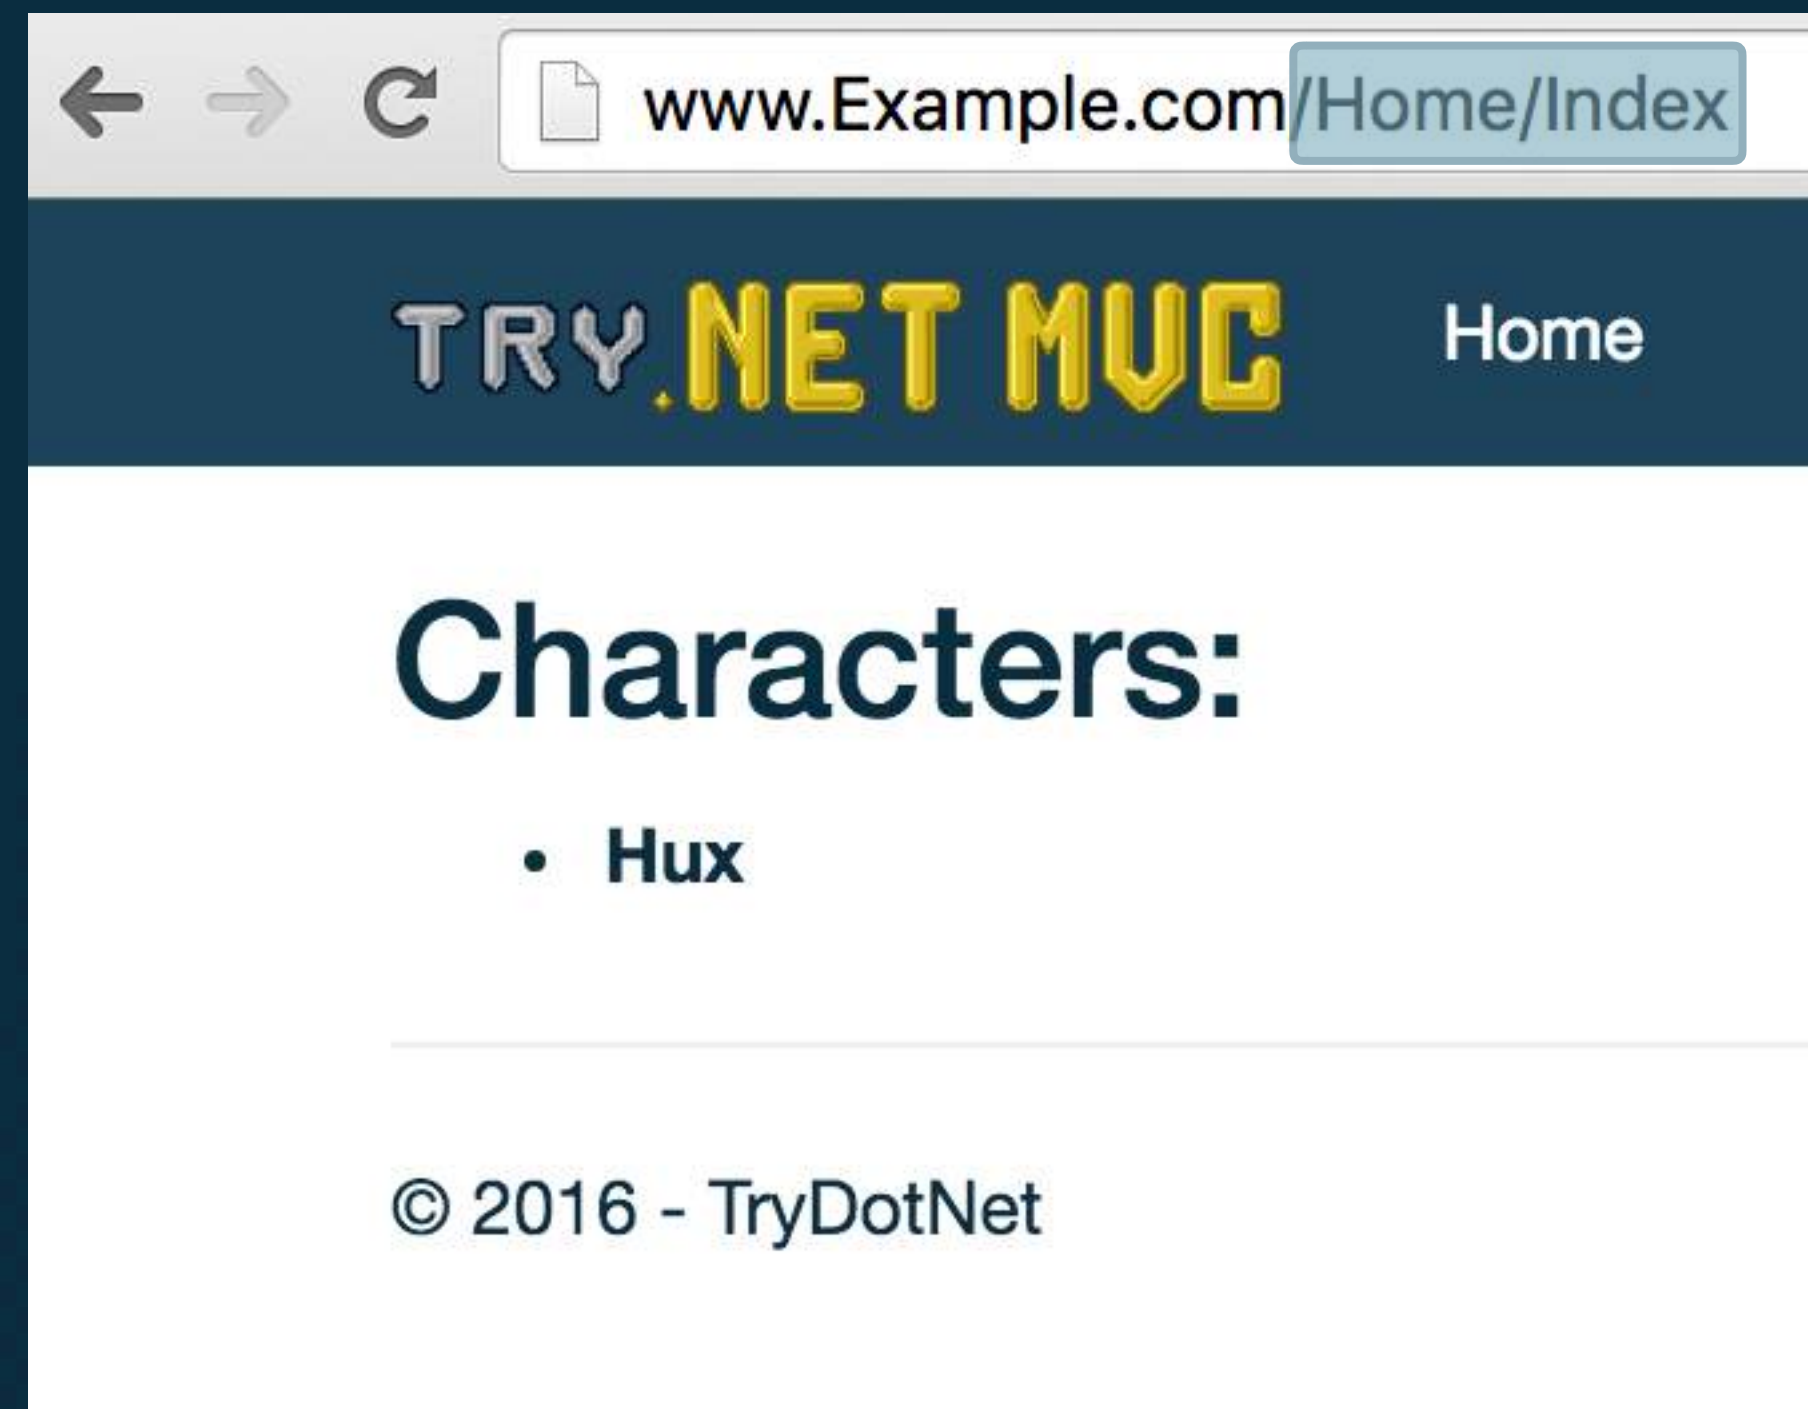 www.Example.com/Home/Index
TRY.NET MVC
Home
Characters:
• Hux
© 2016 - TryDotNet